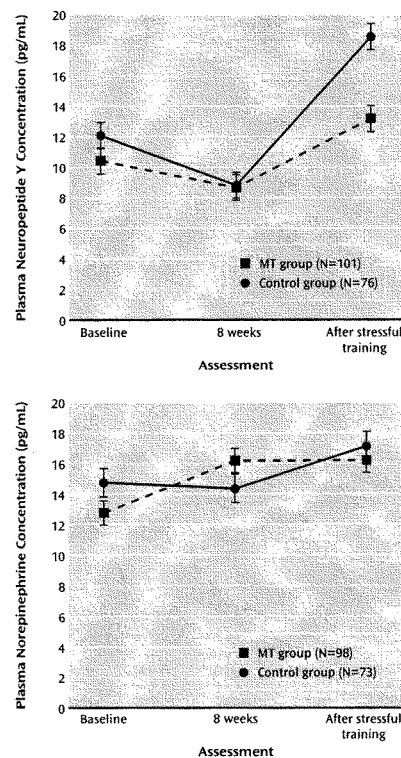 Plasma Neuropeptide Y Concentration (pg/mL)
20
18
16
14
12
10
8
6
4
2
0
MT group (N=101)
Control group (N=76)
Baseline
8 weeks
After stressful
training
Assessment
Plasma Norepinephrine Concentration (pg/mL)
20
18
16
14
12
10
8
6
4
2
0
MT group (N=98)
Control group (N=73)
Baseline
8 weeks
After stressful
training
Assessment